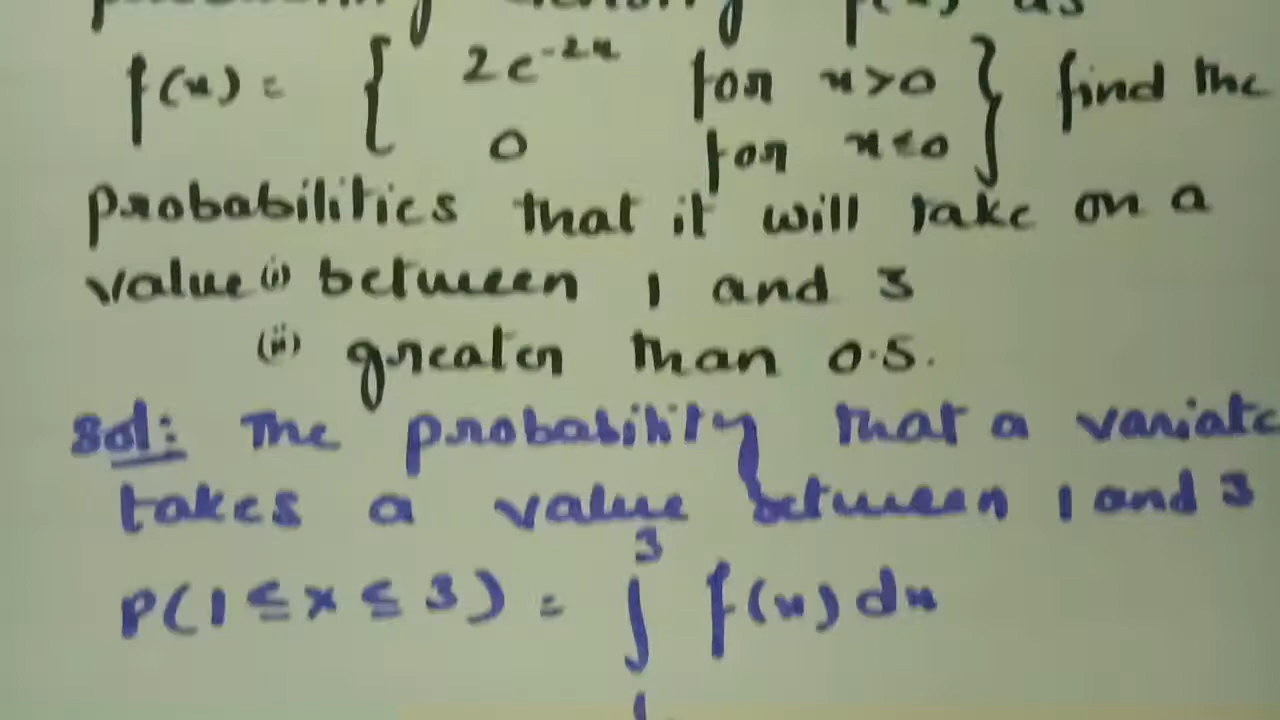 f(x) = { 2e^-2x for x>0
0 for x≤0 } find the
probabilities that it will take on a
value (i) between 1 and 3
(ii) greater than 0.5.
Sol: The probability that a variate
takes a value between 1 and 3
P(1 ≤ x ≤ 3) = ∫₁³ f(x) dx